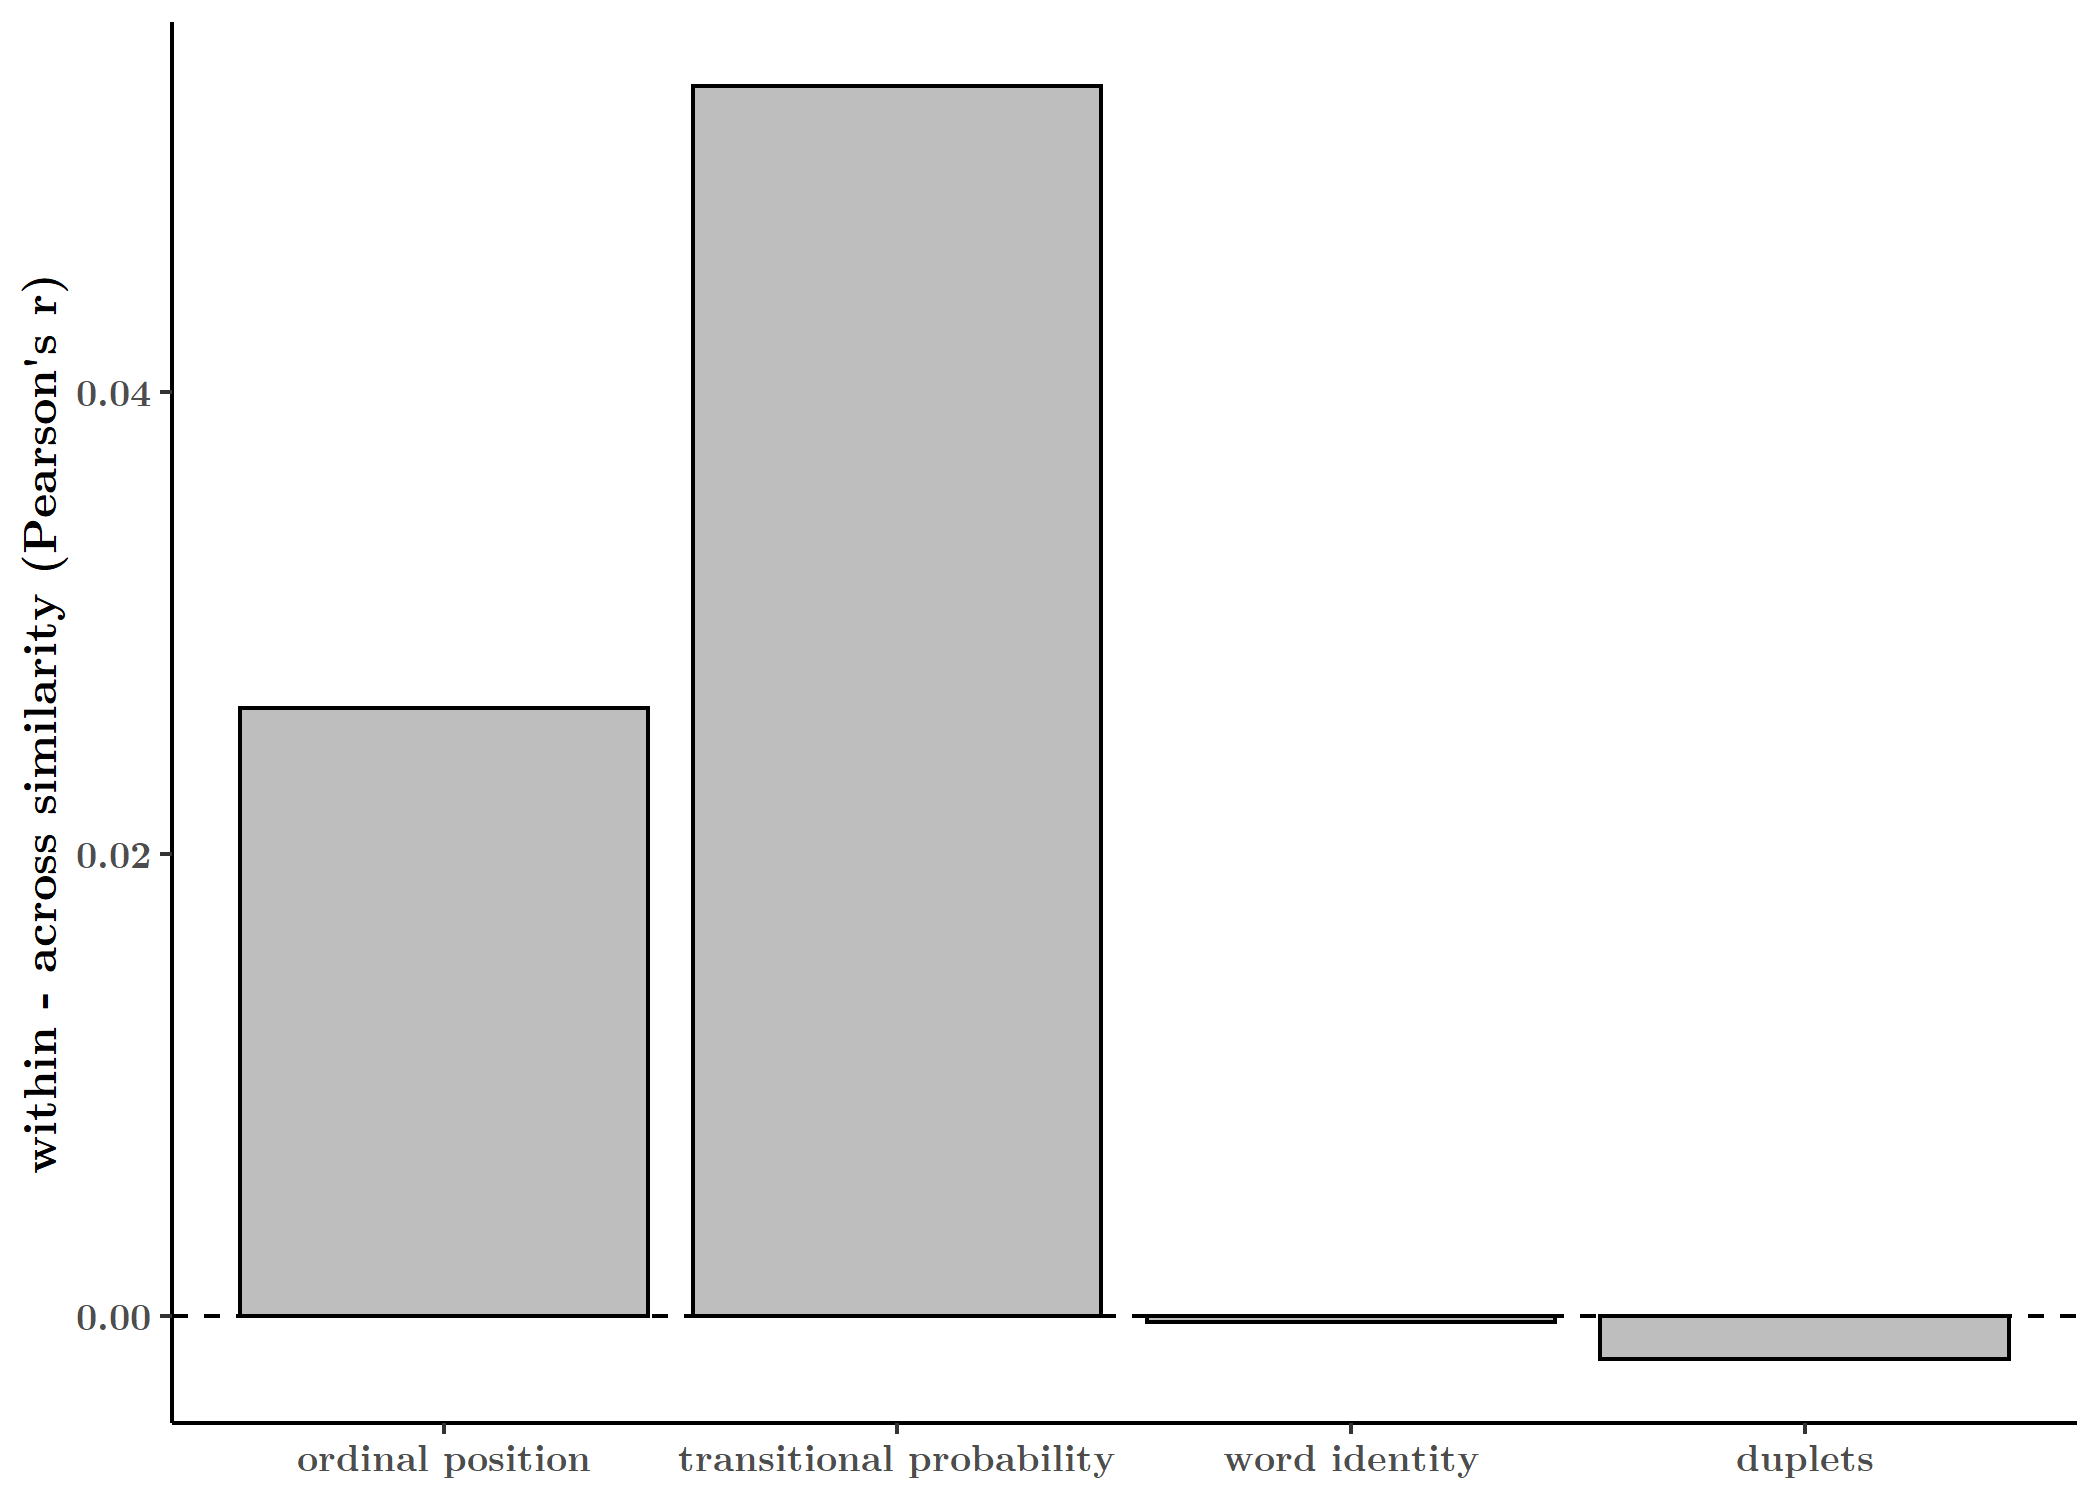 within - across similarity (Pearson's r)
0.04
0.02
0.00
ordinal position
transitional probability
word identity
duplets